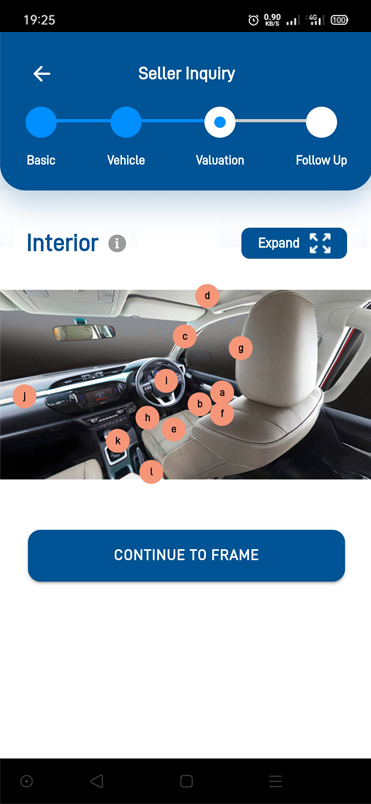 19:25
0.90 KB/S 4G 100
Seller Inquiry
Basic Vehicle Valuation Follow Up
Interior i Expand
d
c
g
i
j
a
b
f
h
e
k
l
CONTINUE TO FRAME